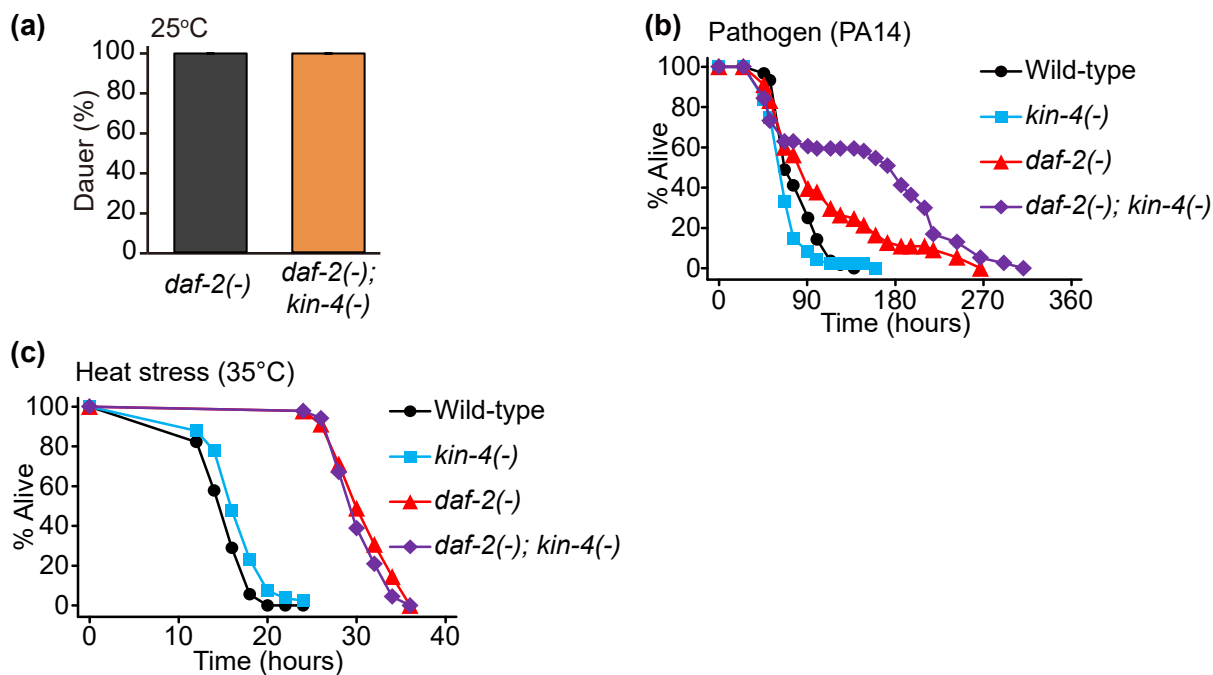 (a)
25°C
Dauer (%)
100
80
60
40
20
0
daf-2(-)
daf-2(-);
kin-4(-)
(b)
Pathogen (PA14)
% Alive
100
80
60
40
20
0
0
90
180
270
360
Time (hours)
Wild-type
kin-4(-)
daf-2(-)
daf-2(-); kin-4(-)
(c)
Heat stress (35°C)
% Alive
100
80
60
40
20
0
0
10
20
30
40
Time (hours)
Wild-type
kin-4(-)
daf-2(-)
daf-2(-); kin-4(-)